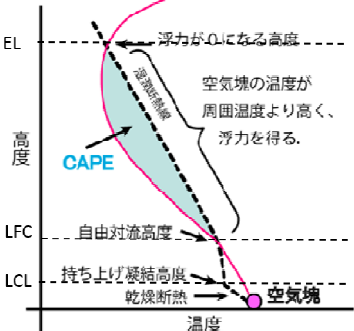 EL
浮力が0になる高度
湿潤断熱線
空気塊の温度が
周囲温度より高く、
浮力を得る.
高度
CAPE
LFC
自由対流高度
LCL
持ち上げ凝結高度
乾燥断熱
空気塊
温度